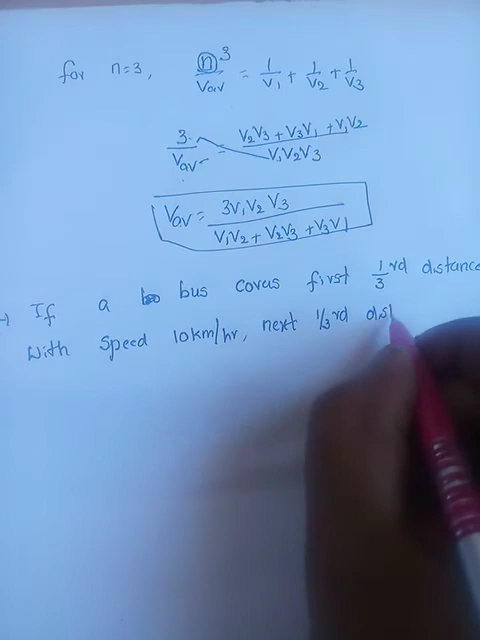 for n=3, n 3/Vav = 1/V1 + 1/V2 + 1/V3
3/Vav = V2V3 + V3V1 + V1V2/V1V2V3
Vav = 3V1V2V3/V1V2 + V2V3 + V3V1
If a bus covers first 1/3rd distance
With speed 10km/hr, next 1/3rd dis